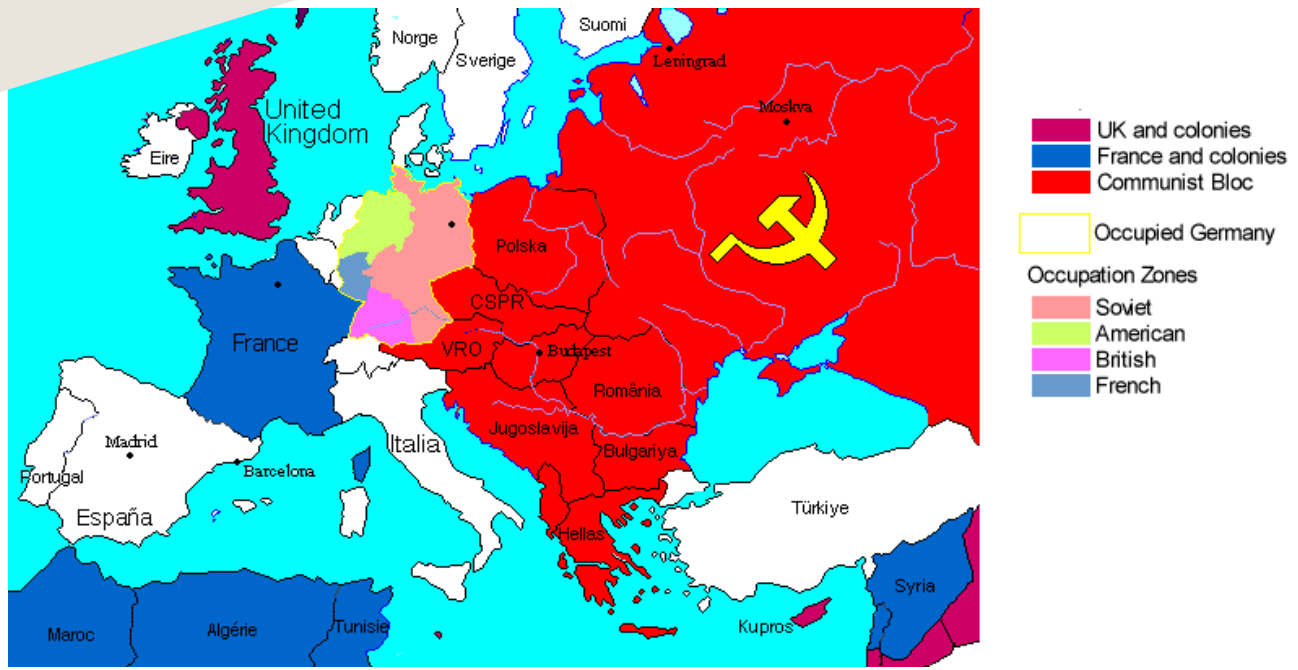 Norge
Sverige
Suomi
Leningrad
Moskva
United
Kingdom
Eire
Polska
CSPR
France
VRO
Budapest
România
Jugoslavija
Bulgariya
Italia
Madrid
Barcelona
Portugal
España
Hellas
Türkiye
Syria
Kupros
Maroc
Algérie
Tunisie
UK and colonies
France and colonies
Communist Bloc
Occupied Germany
Occupation Zones
Soviet
American
British
French